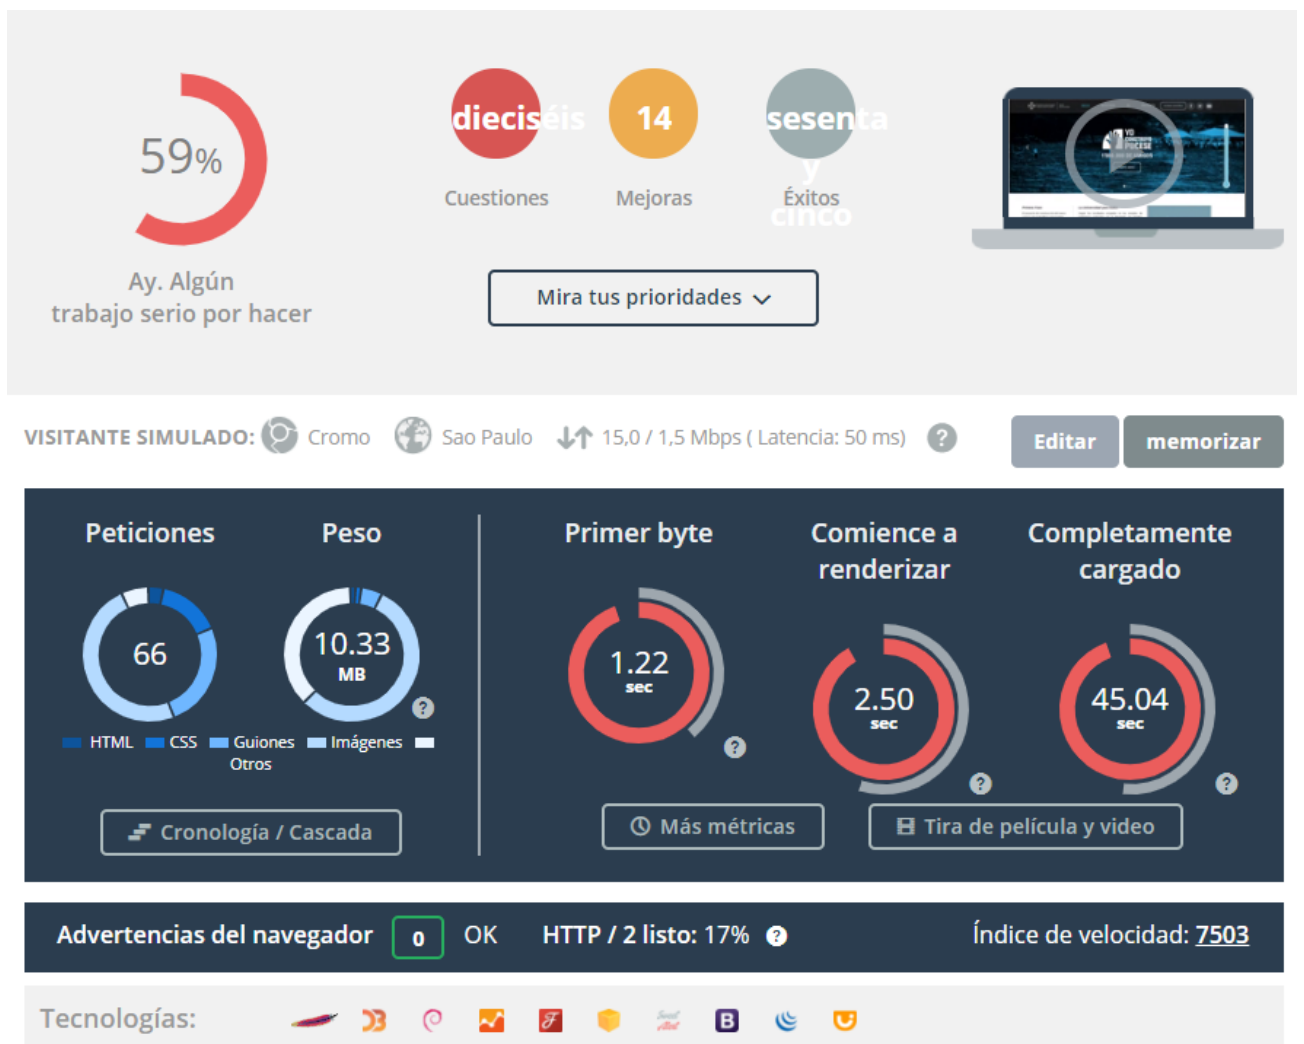 59%
Ay. Algún
trabajo serio por hacer
dieciséis
Cuestiones
14
Mejoras
sesenta
y
cinco
Éxitos
Mira tus prioridades
YO
CONSTRUYO
POCESE
VISITANTE SIMULADO: Cromo Sao Paulo 15,0 / 1,5 Mbps ( Latencia: 50 ms) ?
Editar
memorizar
Peticiones
66
Peso
10.33
MB
?
HTML CSS Guiones Imágenes
Otros
Cronología / Cascada
Primer byte
1.22
sec
?
Comience a
renderizar
2.50
sec
?
Completamente
cargado
45.04
sec
?
Más métricas
Tira de película y video
Advertencias del navegador 0 OK HTTP / 2 listo: 17% ? Índice de velocidad: 7503
Tecnologías: